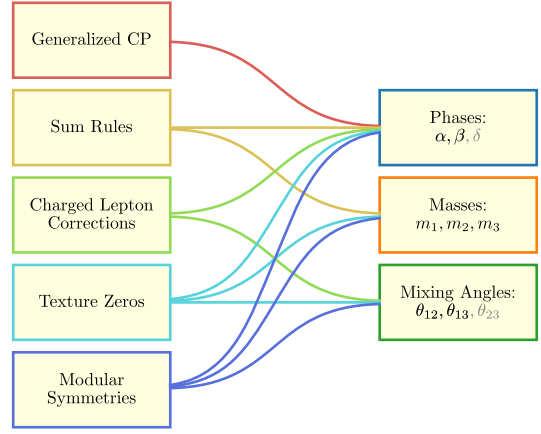 Generalized CP
Sum Rules
Charged Lepton
Corrections
Texture Zeros
Modular
Symmetries
Phases:
α, β, δ
Masses:
m₁, m₂, m₃
Mixing Angles:
θ₁₂, θ₁₃, θ₂₃